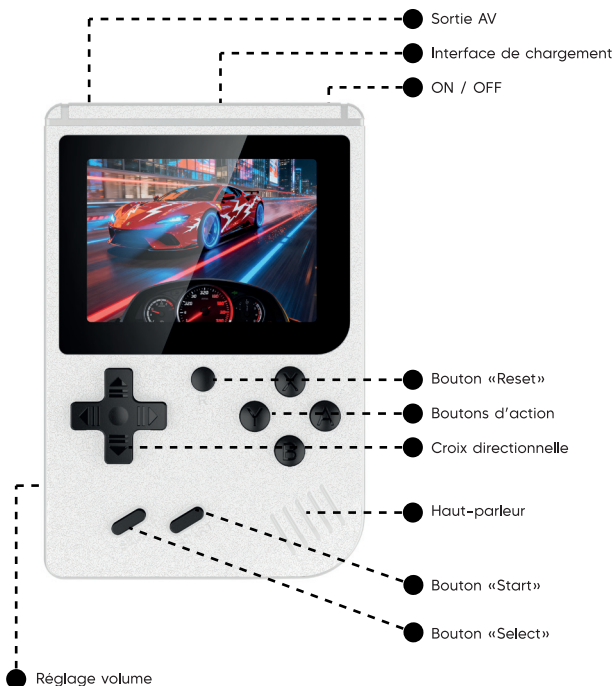 Sortie AV
Interface de chargement
ON / OFF
R
X
Y
A
B
Bouton «Reset»
Boutons d’action
Croix directionnelle
Haut-parleur
Bouton «Start»
Bouton «Select»
Réglage volume